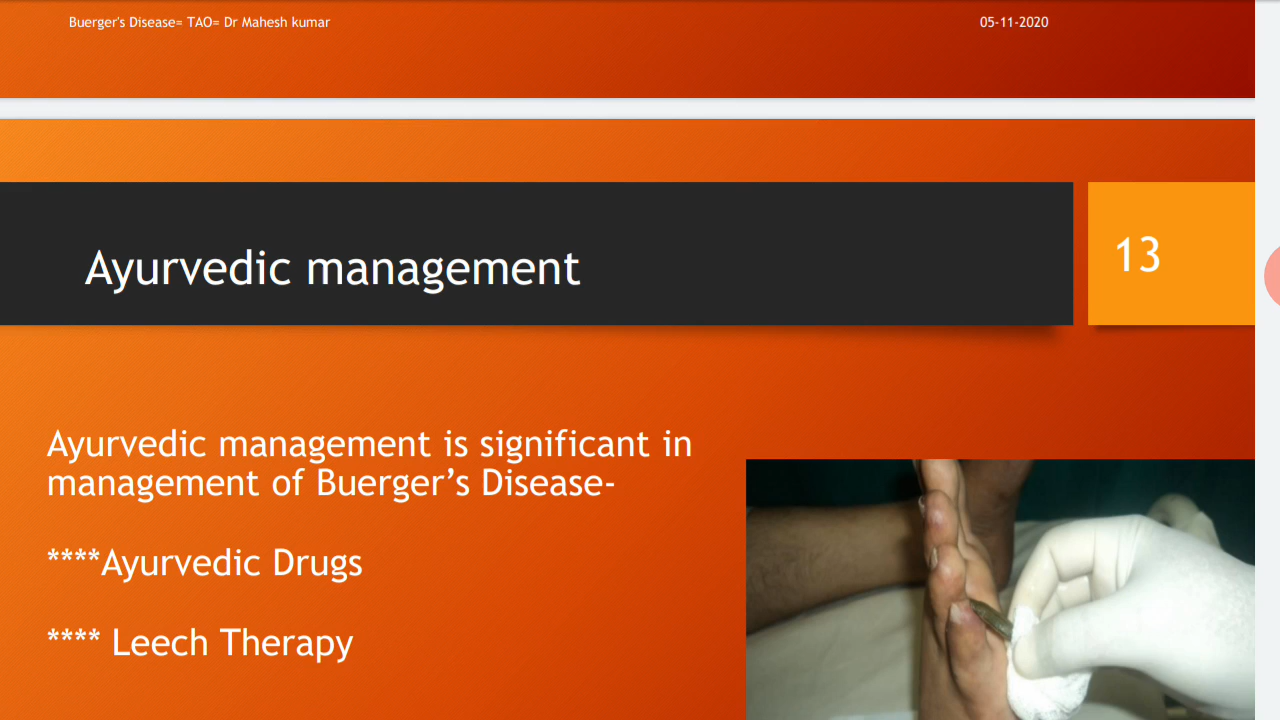 Buerger's Disease= TAO= Dr Mahesh kumar
05-11-2020
Ayurvedic management
13
Ayurvedic management is significant in
management of Buerger’s Disease-
****Ayurvedic Drugs
**** Leech Therapy